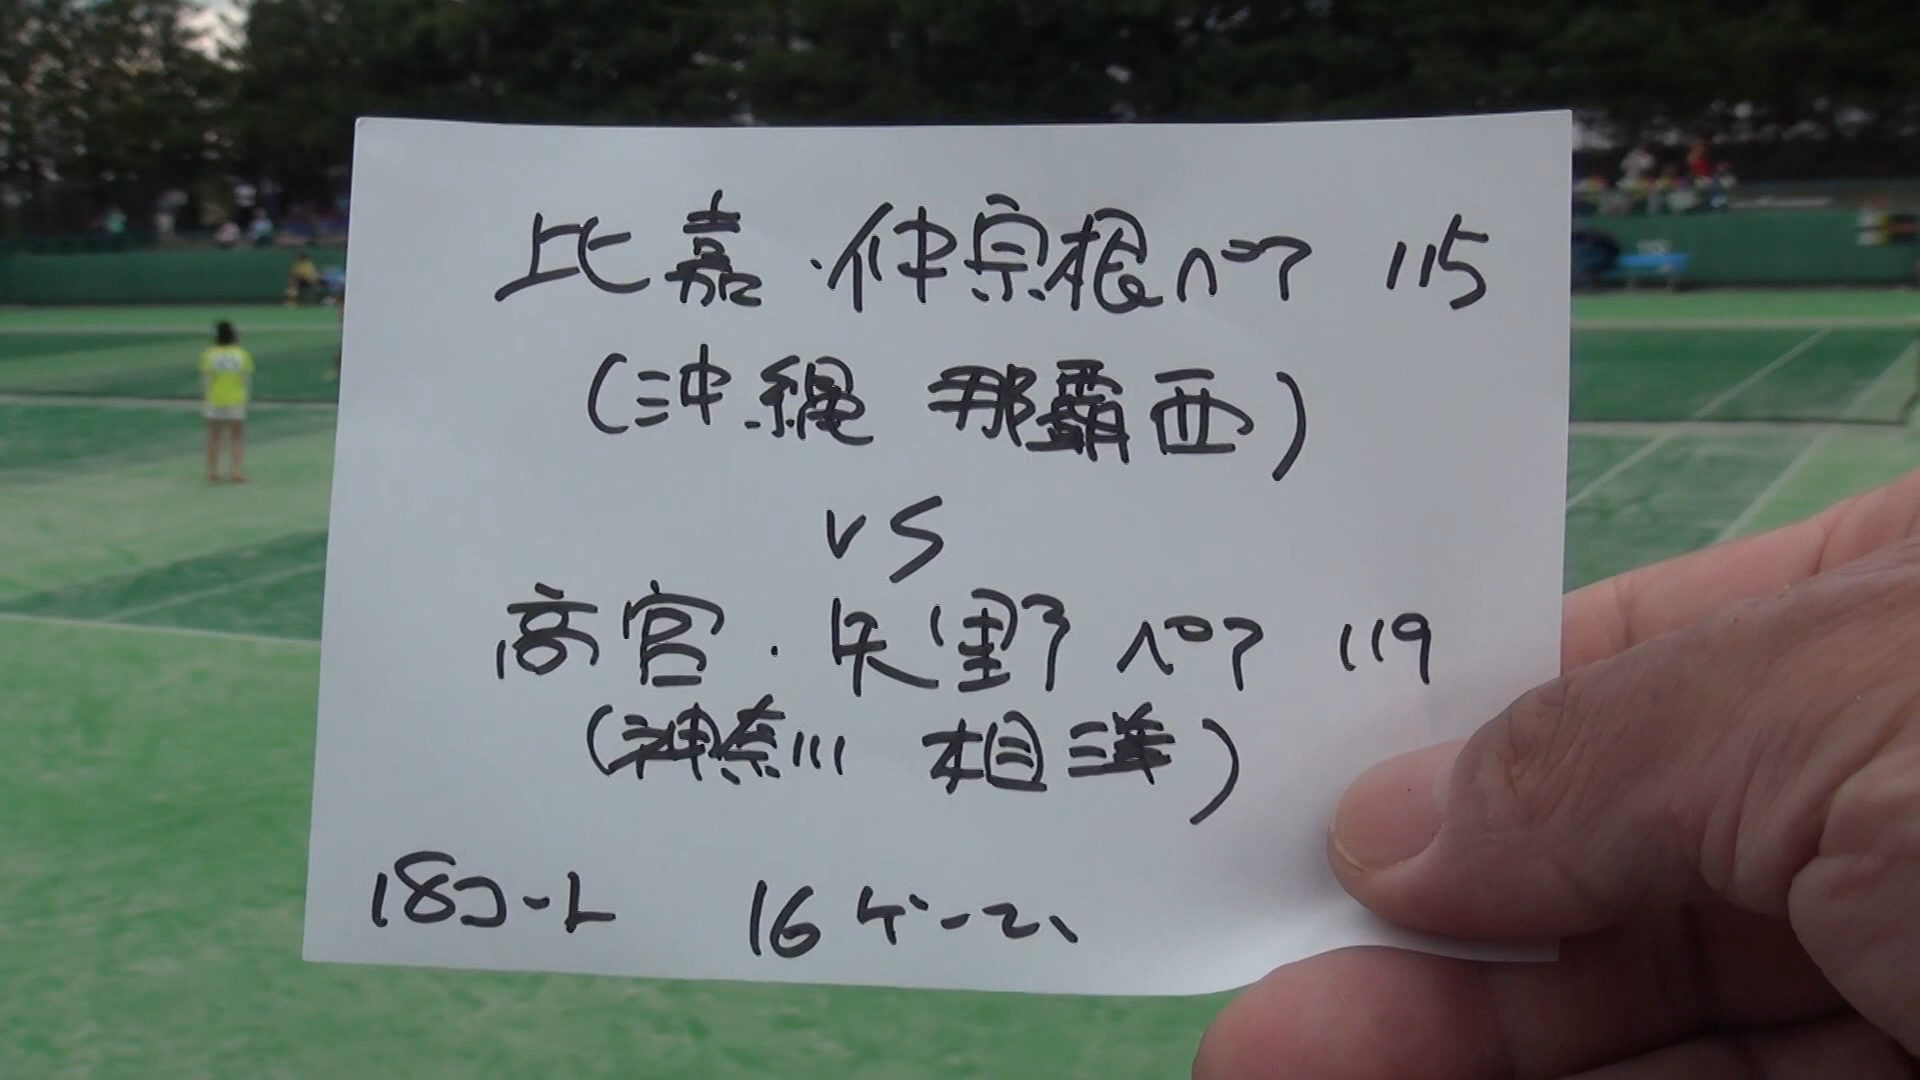 比嘉・仲宗根ペア 115
(沖縄 那覇西)
vs
高宮・矢野ペア 119
(神奈川 相洋)
18コート 16ゲーム